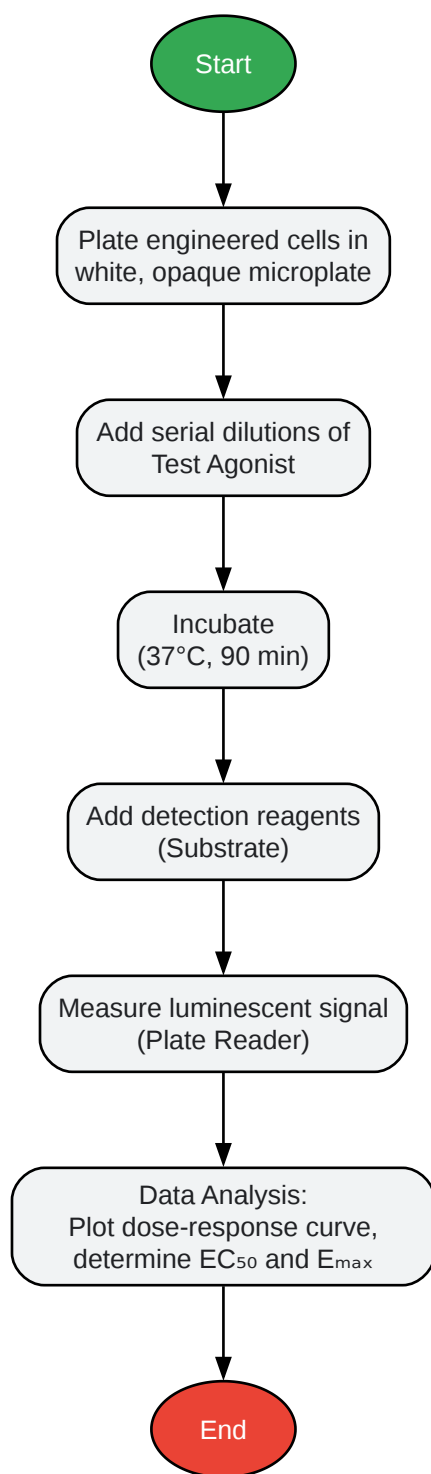 Start
Plate engineered cells in
white, opaque microplate
Add serial dilutions of
Test Agonist
Incubate
(37°C, 90 min)
Add detection reagents
(Substrate)
Measure luminescent signal
(Plate Reader)
Data Analysis:
Plot dose-response curve,
determine EC₅₀ and Eₘₐₓ
End